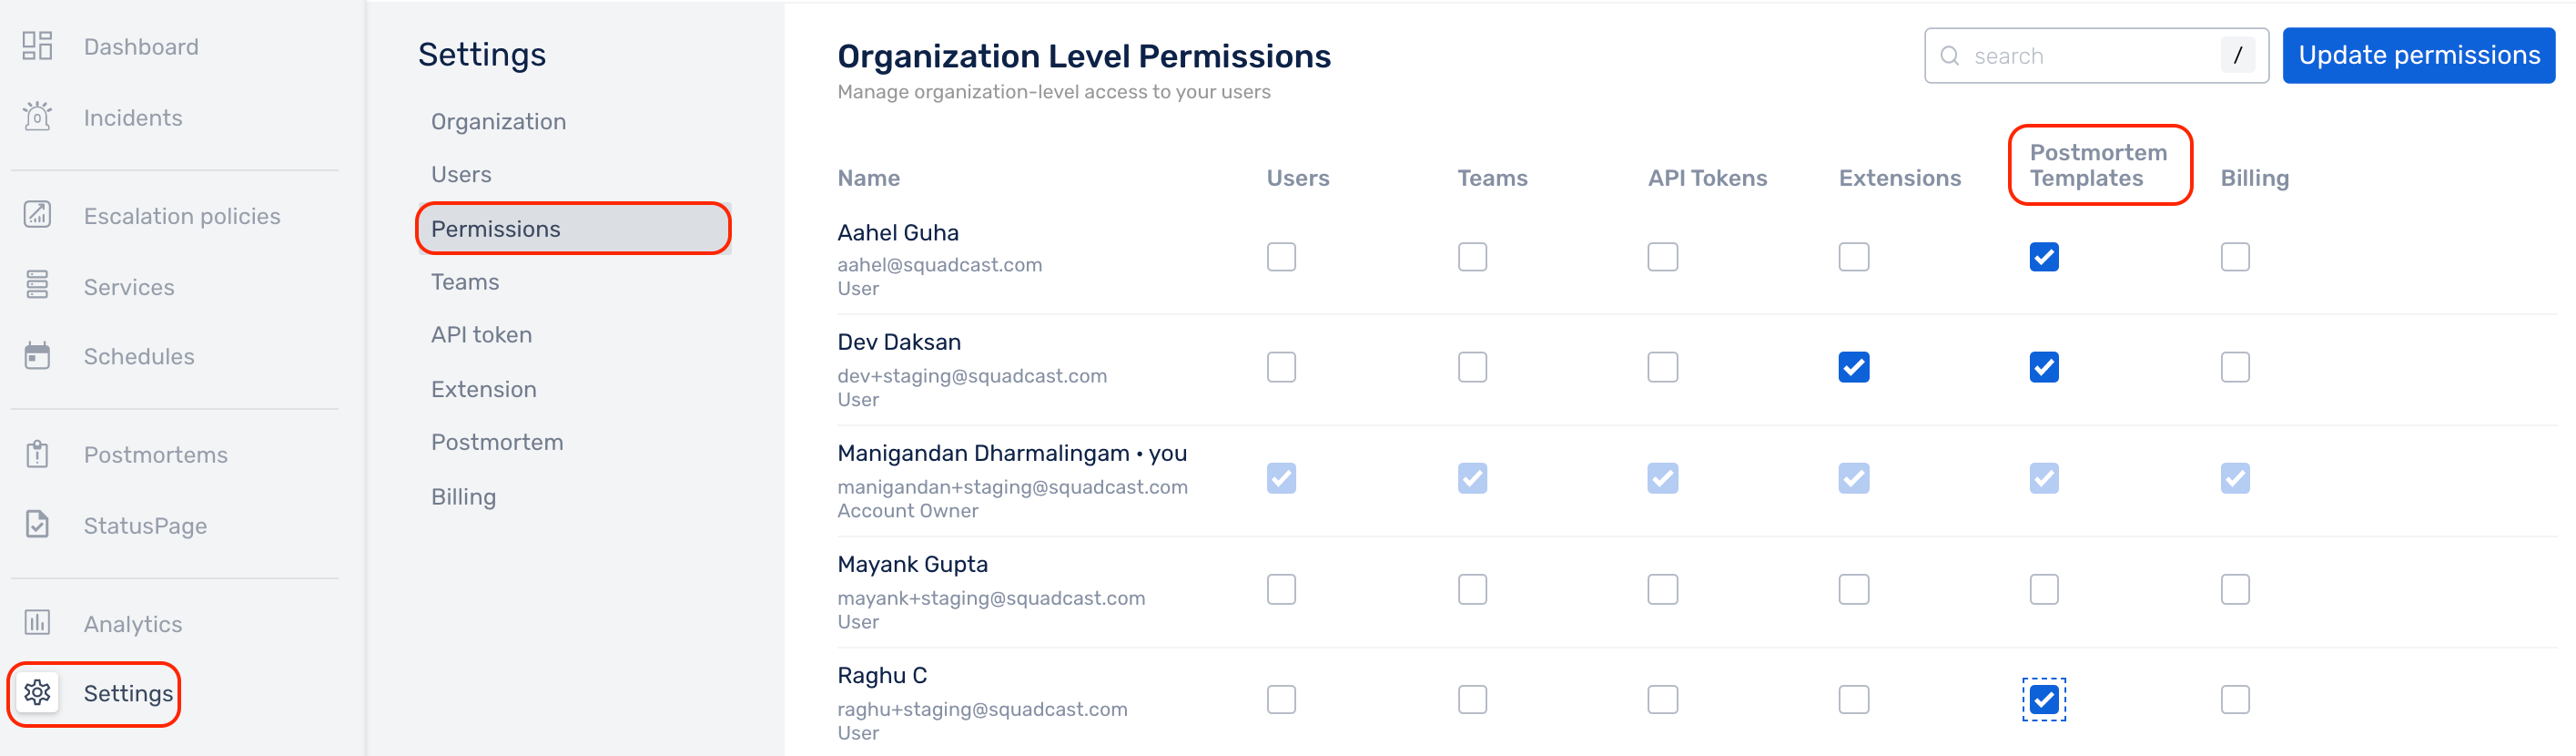 Dashboard
Incidents
Escalation policies
Services
Schedules
Postmortems
StatusPage
Analytics
Settings
Settings
Organization
Users
Permissions
Teams
API token
Extension
Postmortem
Billing
Organization Level Permissions
Manage organization-level access to your users
search /
Update permissions
Name Users Teams API Tokens Extensions Postmortem Templates Billing
Aahel Guha
aahel@squadcast.com
User
Dev Daksan
dev+staging@squadcast.com
User
Manigandan Dharmalingam • you
manigandan+staging@squadcast.com
Account Owner
Mayank Gupta
mayank+staging@squadcast.com
User
Raghu C
raghu+staging@squadcast.com
User